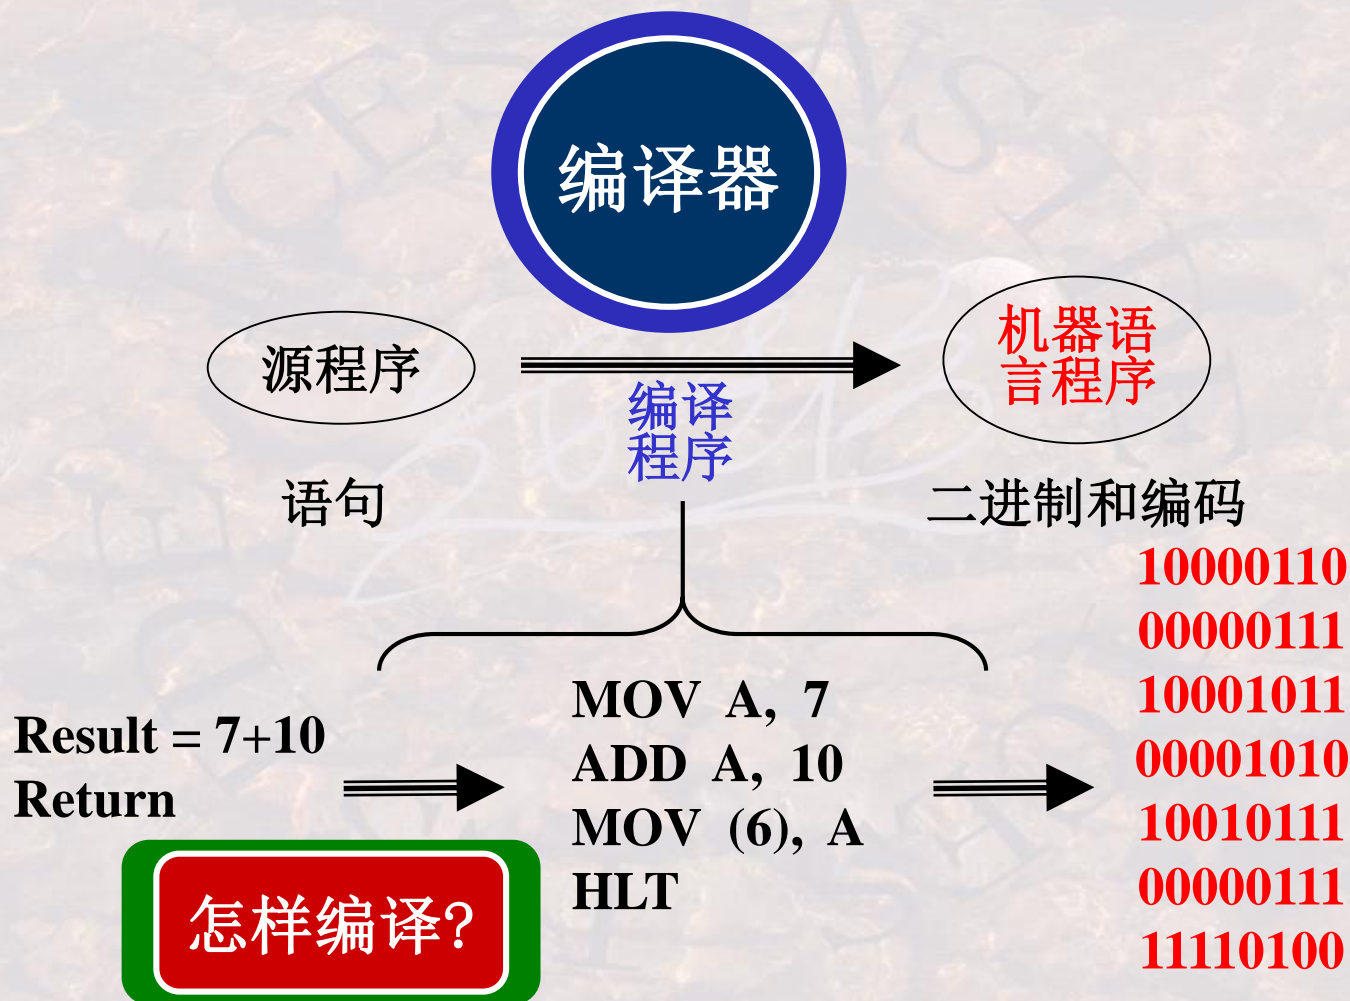 编译器
源程序
编译
程序
机器语
言程序
语句
二进制和编码
Result = 7+10
Return
MOV A, 7
ADD A, 10
MOV (6), A
HLT
10000110
00000111
10001011
00001010
10010111
00000111
11110100
怎样编译?